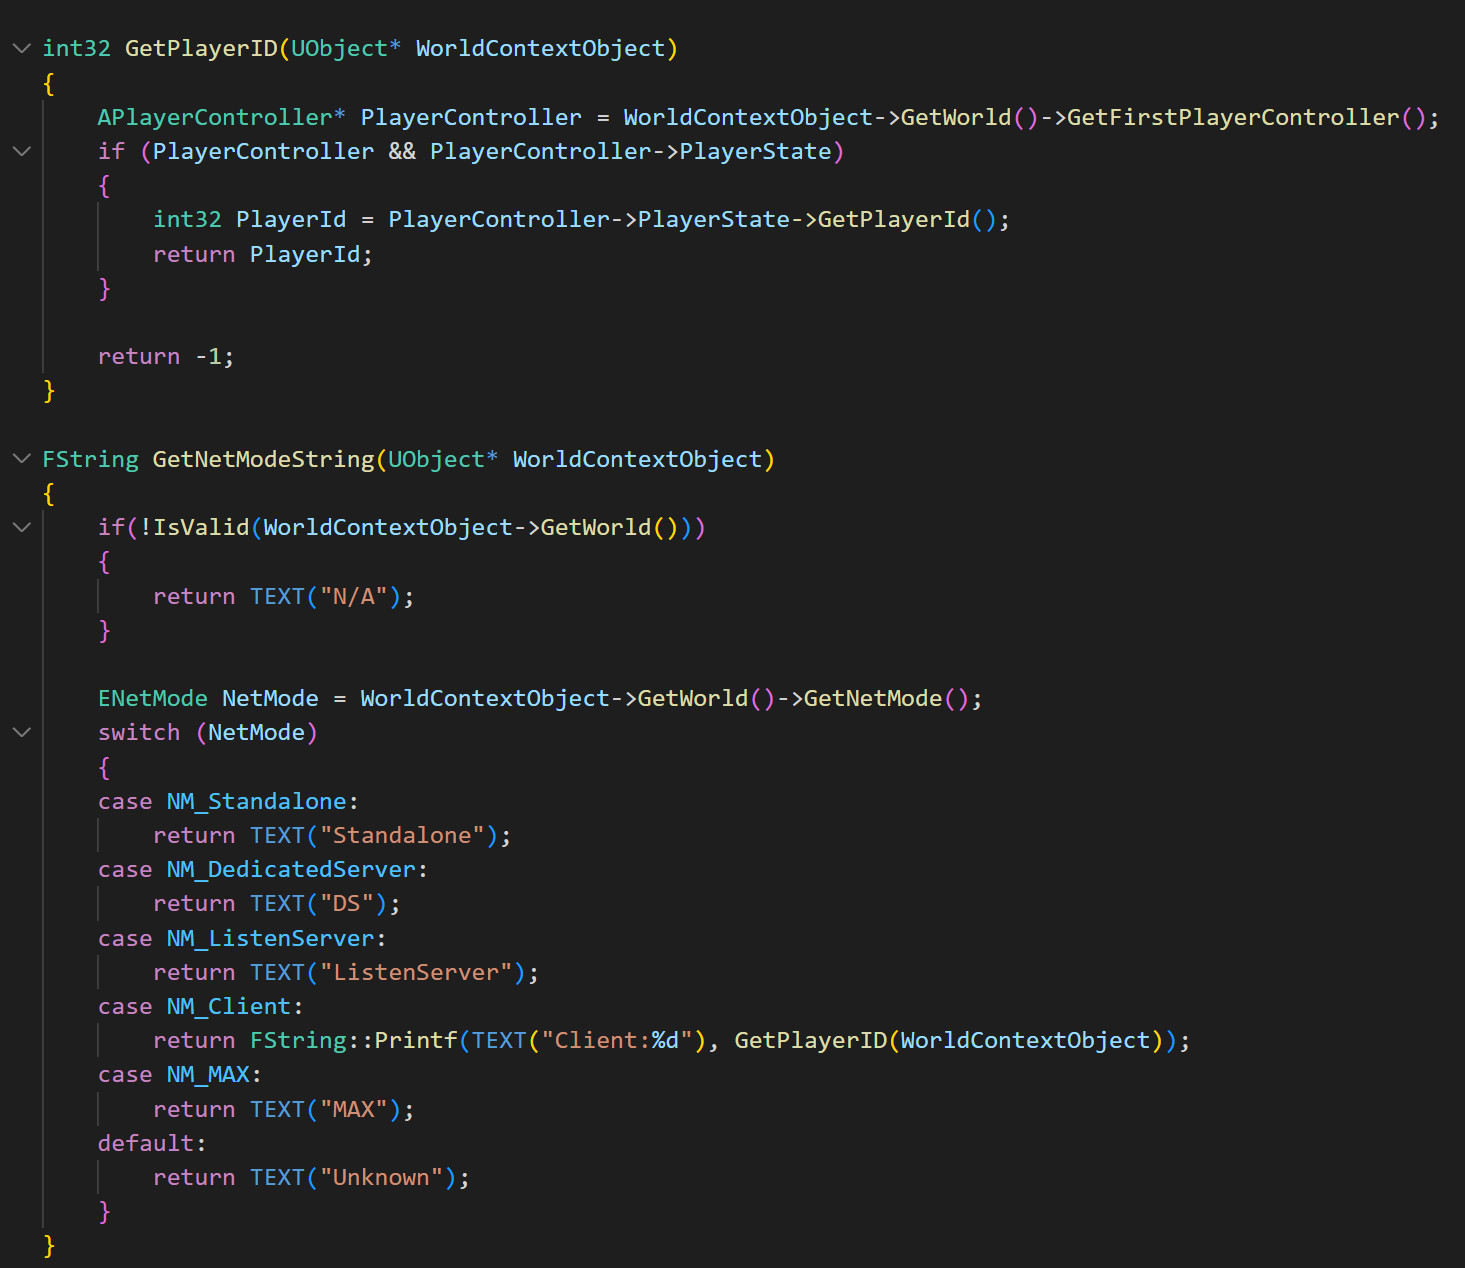 int32 GetPlayerID(UObject* WorldContextObject)
{
    APlayerController* PlayerController = WorldContextObject->GetWorld()->GetFirstPlayerController();
    if (PlayerController && PlayerController->PlayerState)
    {
        int32 PlayerId = PlayerController->PlayerState->GetPlayerId();
        return PlayerId;
    }

    return -1;
}

FString GetNetModeString(UObject* WorldContextObject)
{
    if(!IsValid(WorldContextObject->GetWorld()))
    {
        return TEXT("N/A");
    }

    ENetMode NetMode = WorldContextObject->GetWorld()->GetNetMode();
    switch (NetMode)
    {
    case NM_Standalone:
        return TEXT("Standalone");
    case NM_DedicatedServer:
        return TEXT("DS");
    case NM_ListenServer:
        return TEXT("ListenServer");
    case NM_Client:
        return FString::Printf(TEXT("Client:%d"), GetPlayerID(WorldContextObject));
    case NM_MAX:
        return TEXT("MAX");
    default:
        return TEXT("Unknown");
    }
}